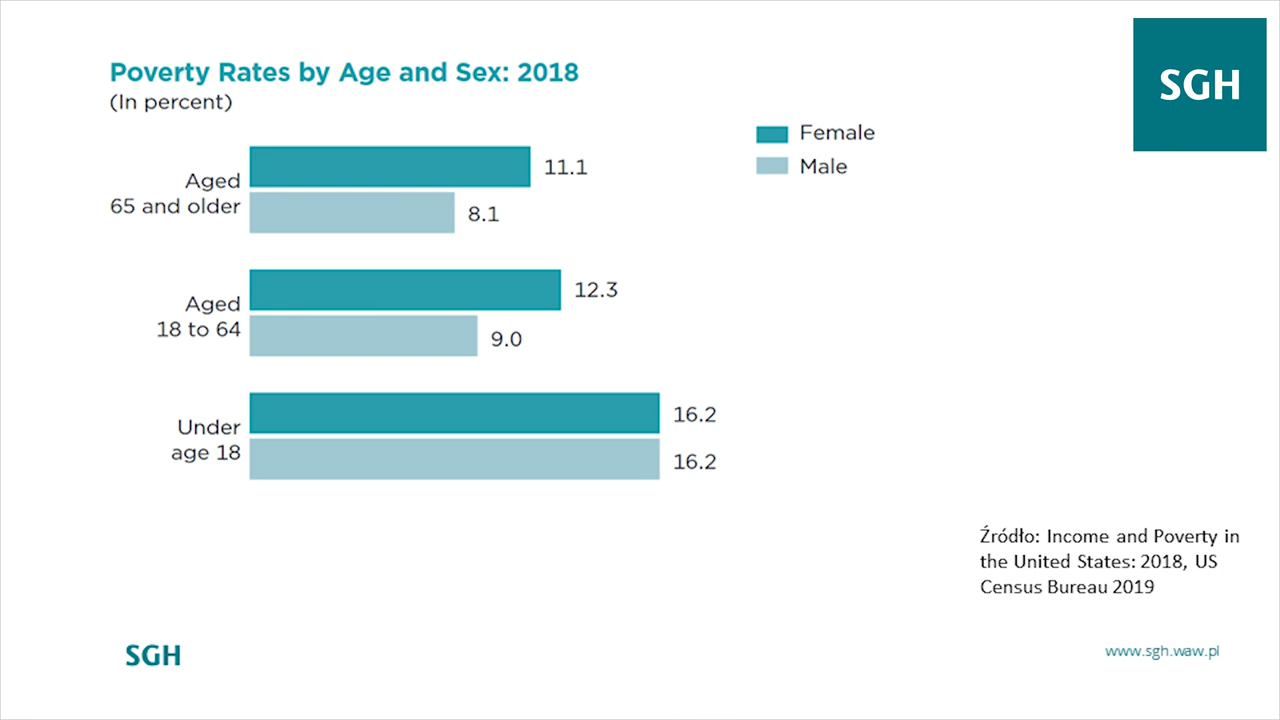 SGH
Poverty Rates by Age and Sex: 2018
(In percent)
Female
Male
Aged
65 and older
11.1
8.1
Aged
18 to 64
12.3
9.0
Under
age 18
16.2
16.2
Źródło: Income and Poverty in
the United States: 2018, US
Census Bureau 2019
SGH
www.sgh.waw.pl